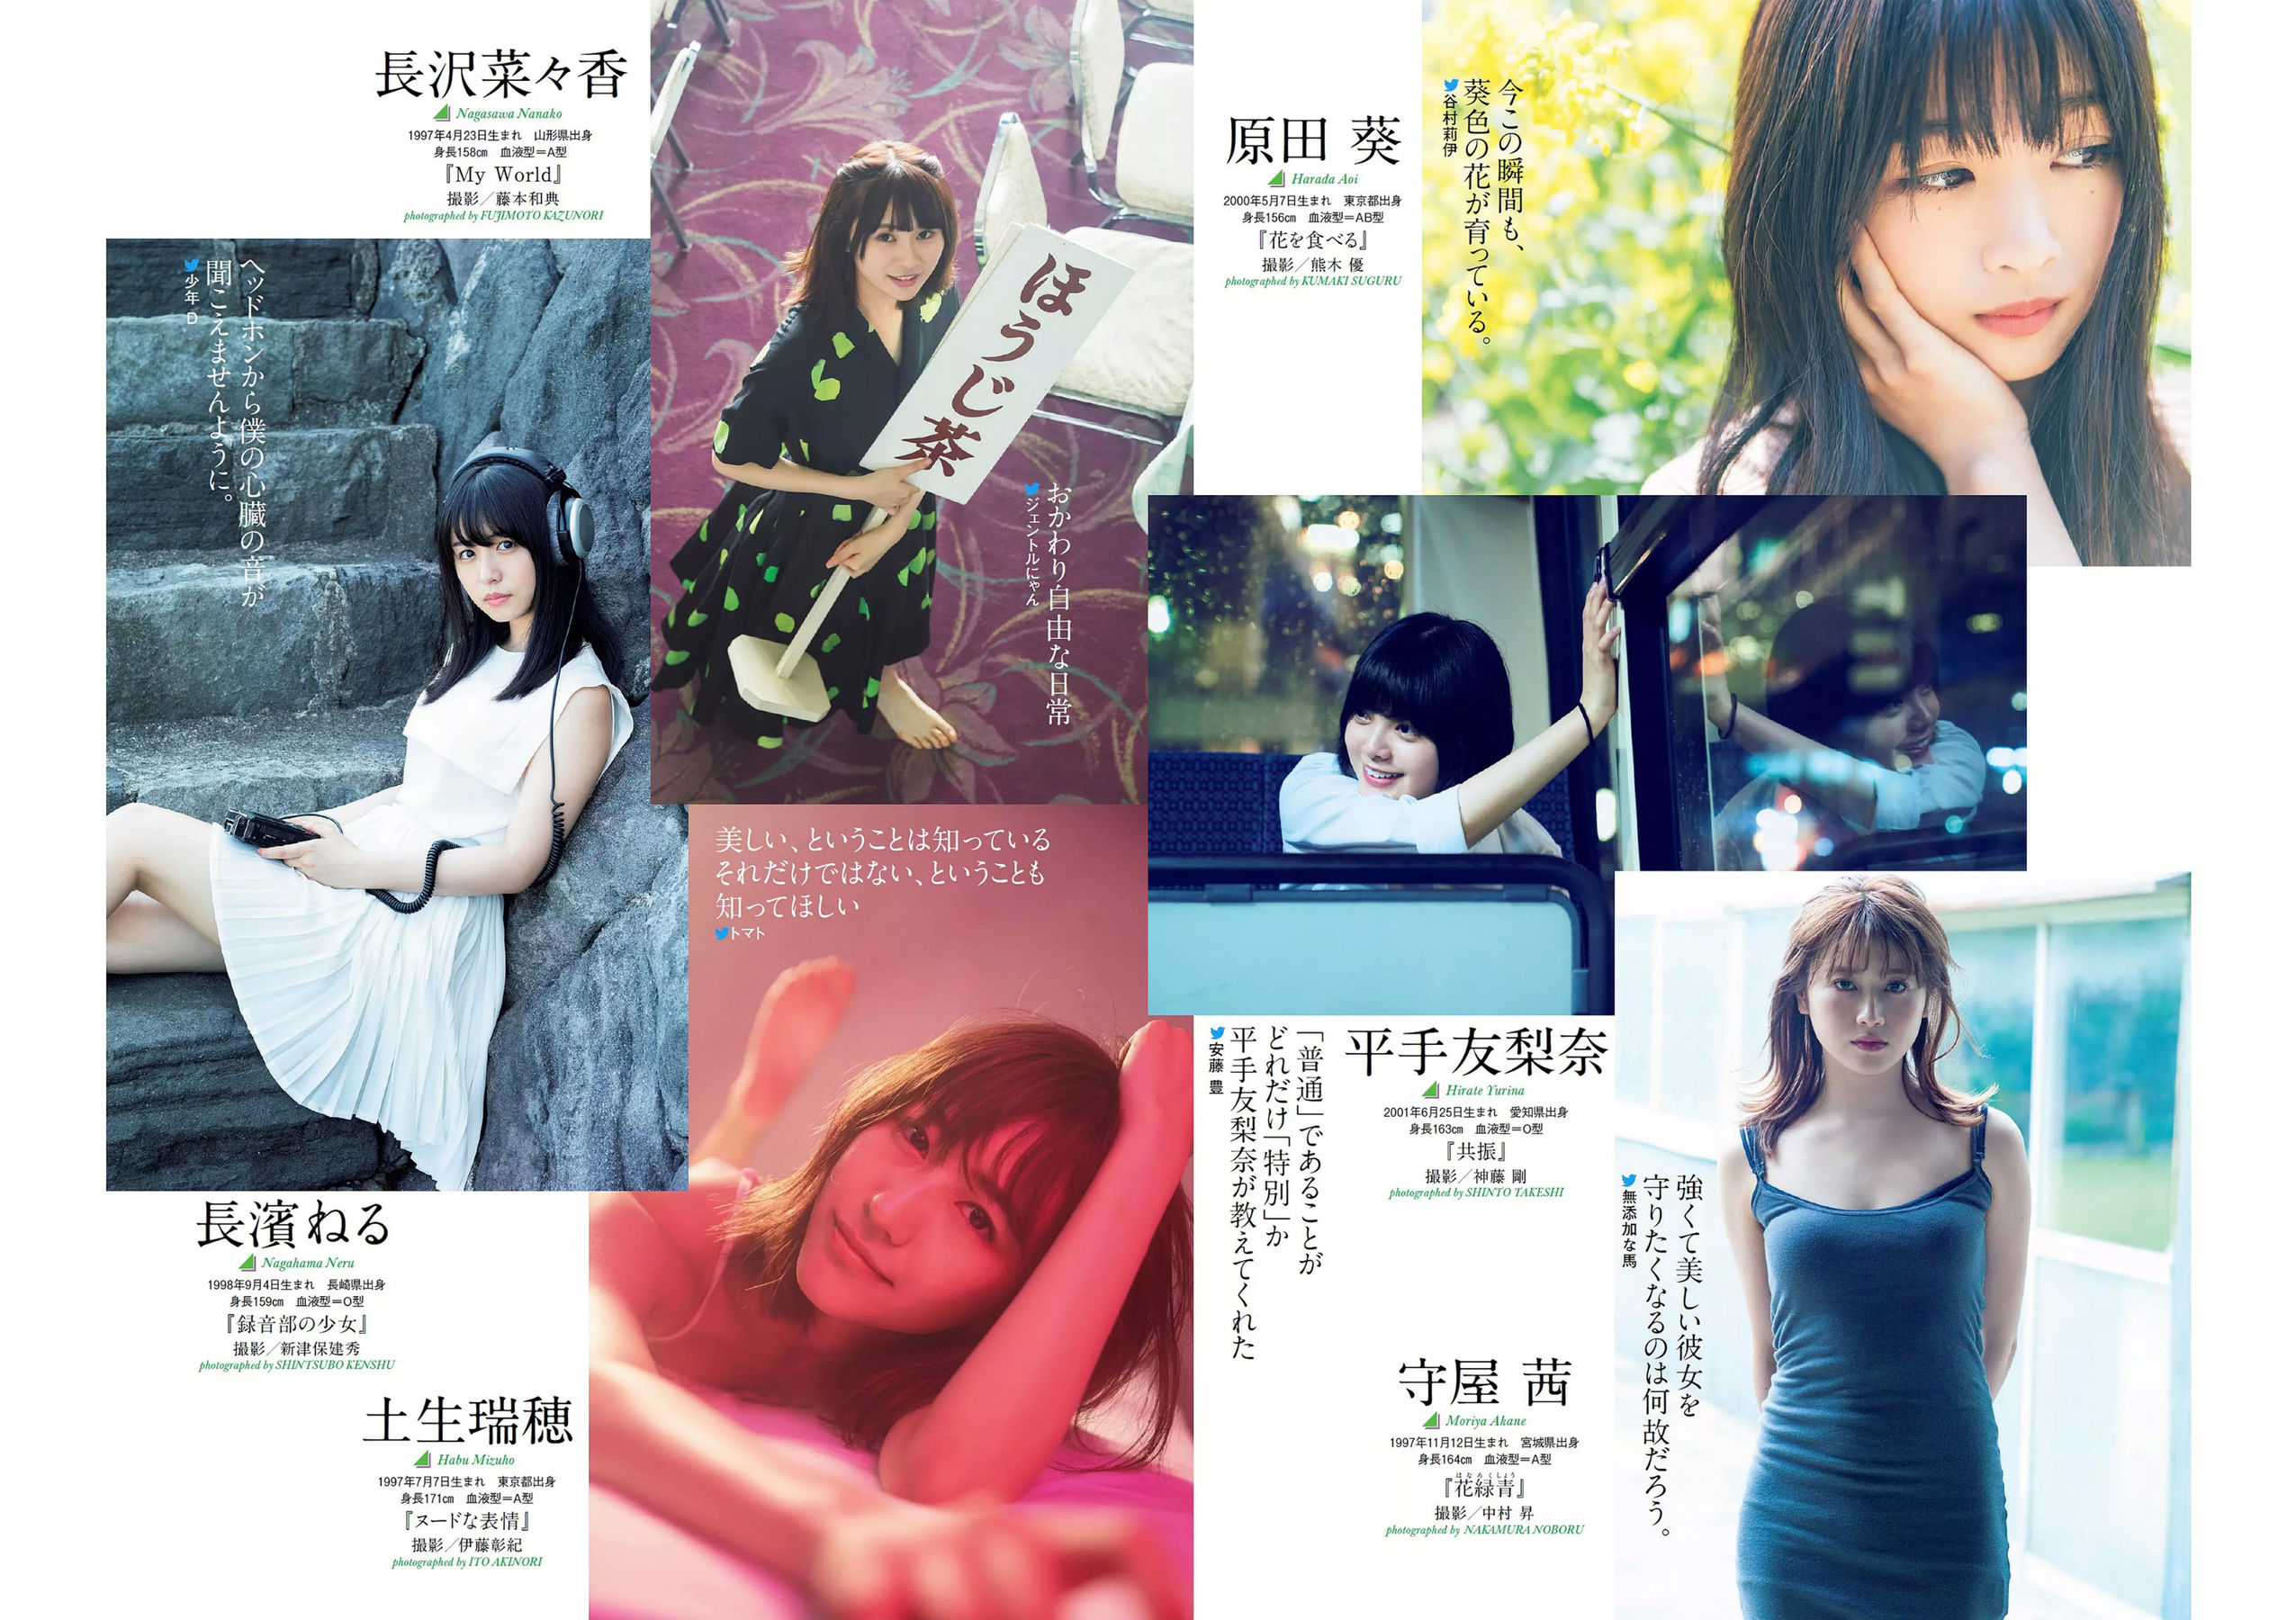 長沢菜々香
Nagasawa Nanako
1997年4月23日生まれ　山形県出身
身長158㎝　血液型＝A型
『My World』
撮影／藤本和典
photographed by FUJIMOTO KAZUNORI
ほうじ茶
おかわり自由な日常
ジェントルにゃん
原田 葵
Harada Aoi
2000年5月7日生まれ　東京都出身
身長156㎝　血液型＝AB型
『花を食べる』
撮影／熊木 優
photographed by KUMAKI SUGURU
今この瞬間も、
葵色の花が育っている。
谷村莉伊
ヘッドホンから僕の心臓の音が
聞こえませんように。
少年D
長濱ねる
Nagahama Neru
1998年9月4日生まれ　長崎県出身
身長159㎝　血液型＝O型
『録音部の少女』
撮影／新津保建秀
photographed by SHINTSUBO KENSHU
美しい、ということは知っている
それだけではない、ということも
知ってほしい
トマト
土生瑞穂
Habu Mizuho
1997年7月7日生まれ　東京都出身
身長171㎝　血液型＝A型
『ヌードな表情』
撮影／伊藤彰紀
photographed by ITO AKINORI
平手友梨奈
Hirate Yurina
2001年6月25日生まれ　愛知県出身
身長163㎝　血液型＝O型
『共振』
撮影／神藤 剛
photographed by SHINTO TAKESHI
「普通」であることが
どれだけ「特別」か
平手友梨奈が教えてくれた
安藤 豊
守屋 茜
Moriya Akane
1997年11月12日生まれ　宮城県出身
身長164㎝　血液型＝A型
はなろくしょう
『花緑青』
撮影／中村 昇
photographed by NAKAMURA NOBORU
強くて美しい彼女を
守りたくなるのは何故だろう。
無添加な馬